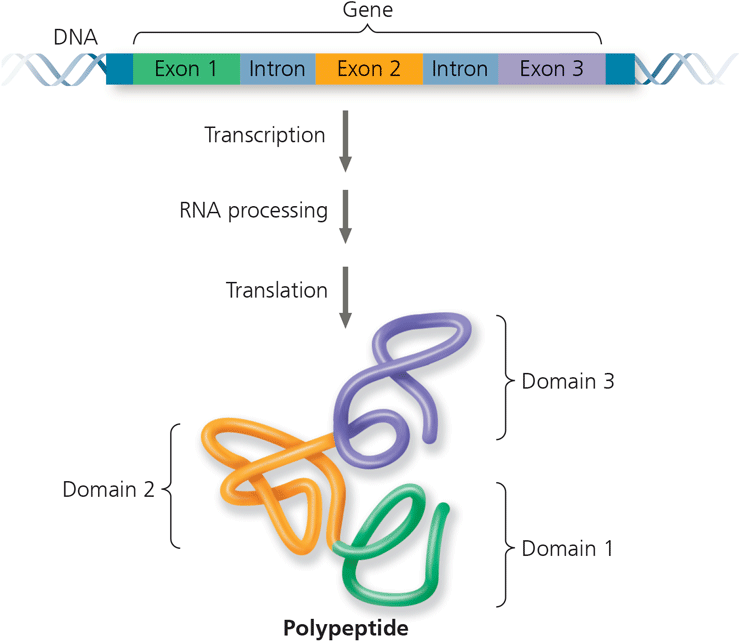 Gene
DNA
Exon 1 Intron Exon 2 Intron Exon 3
Transcription
RNA processing
Translation
Domain 3
Domain 2
Domain 1
Polypeptide